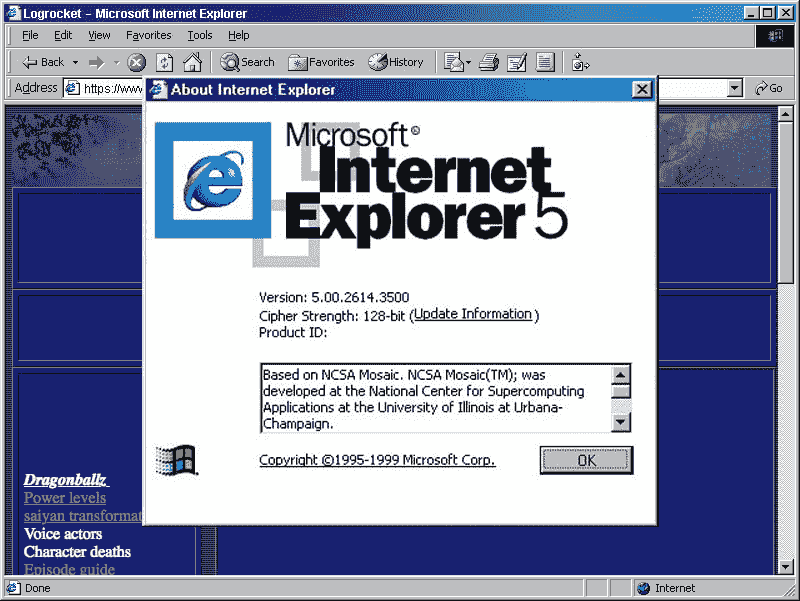 Logrocket – Microsoft Internet Explorer
File Edit View Favorites Tools Help
Back Search Favorites History
Address https://www Go
About Internet Explorer
Microsoft®
Internet
Explorer 5
Version: 5.00.2614.3500
Cipher Strength: 128-bit (Update Information )
Product ID:
Based on NCSA Mosaic. NCSA Mosaic(TM); was
developed at the National Center for Supercomputing
Applications at the University of Illinois at Urbana-
Champaign.
Copyright ©1995-1999 Microsoft Corp.
OK
Dragonballz
Power levels
saiyan transformat
Voice actors
Character deaths
Episode guide
Done Internet